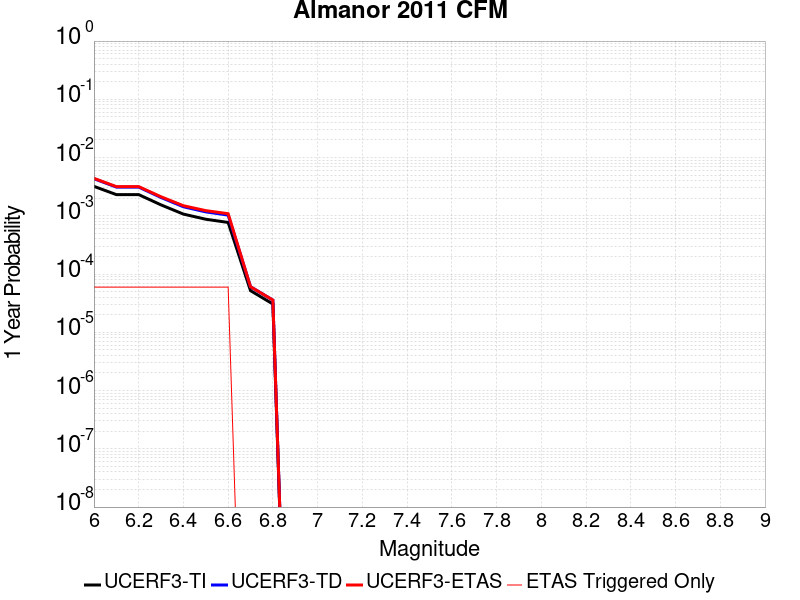 Almanor 2011 CFM
10^0
10^-1
10^-2
10^-3
10^-4
10^-5
10^-6
10^-7
10^-8
1 Year Probability
6 6.2 6.4 6.6 6.8 7 7.2 7.4 7.6 7.8 8 8.2 8.4 8.6 8.8 9
Magnitude
UCERF3-TI UCERF3-TD UCERF3-ETAS ETAS Triggered Only